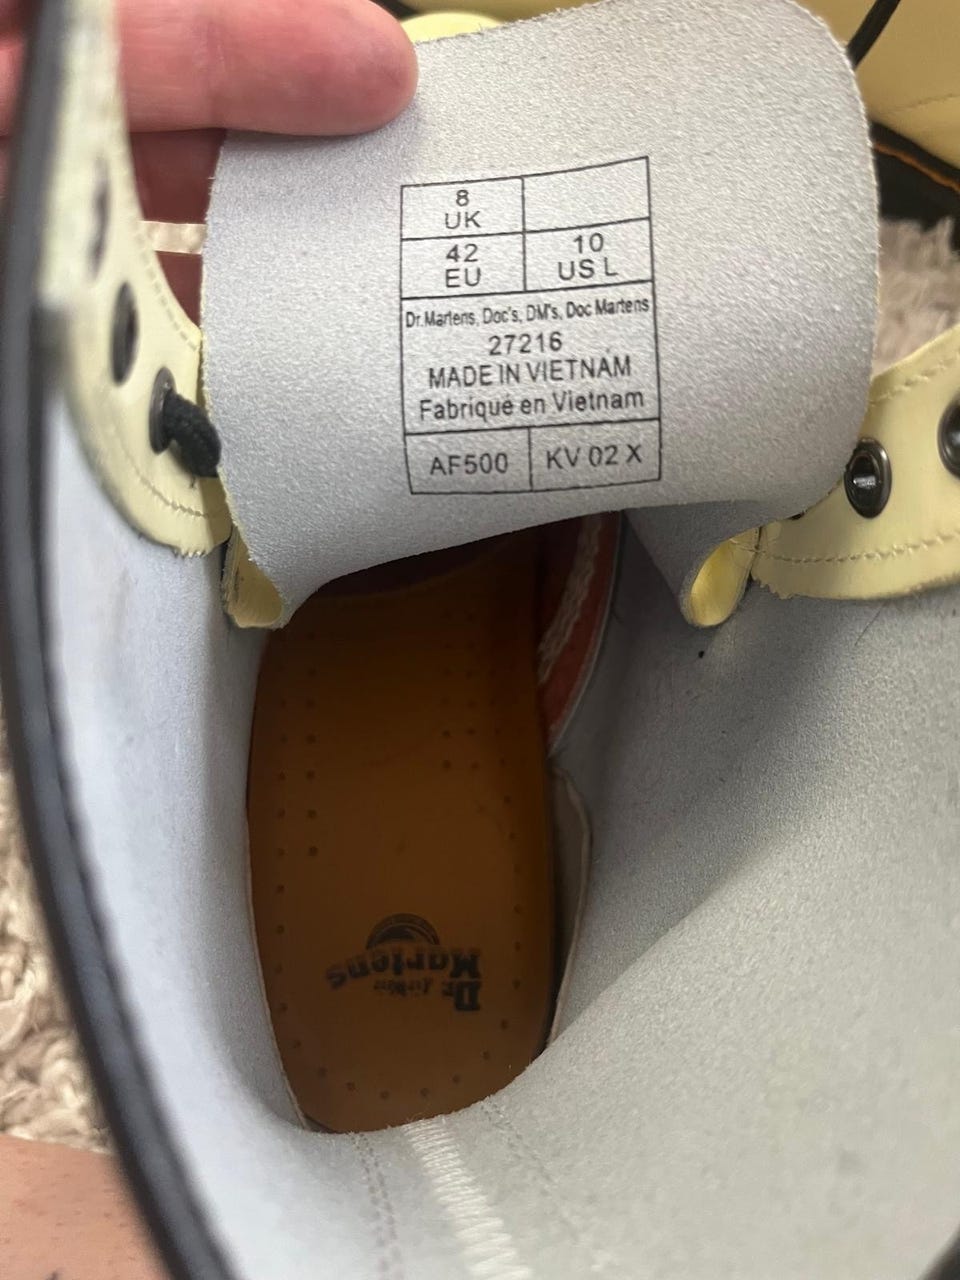 8
UK
42
EU
10
US L
Dr.Martens, Doc's, DM's, Doc Martens
27216
MADE IN VIETNAM
Fabriqué en Vietnam
AF500
KV 02 X
Dr.
Martens